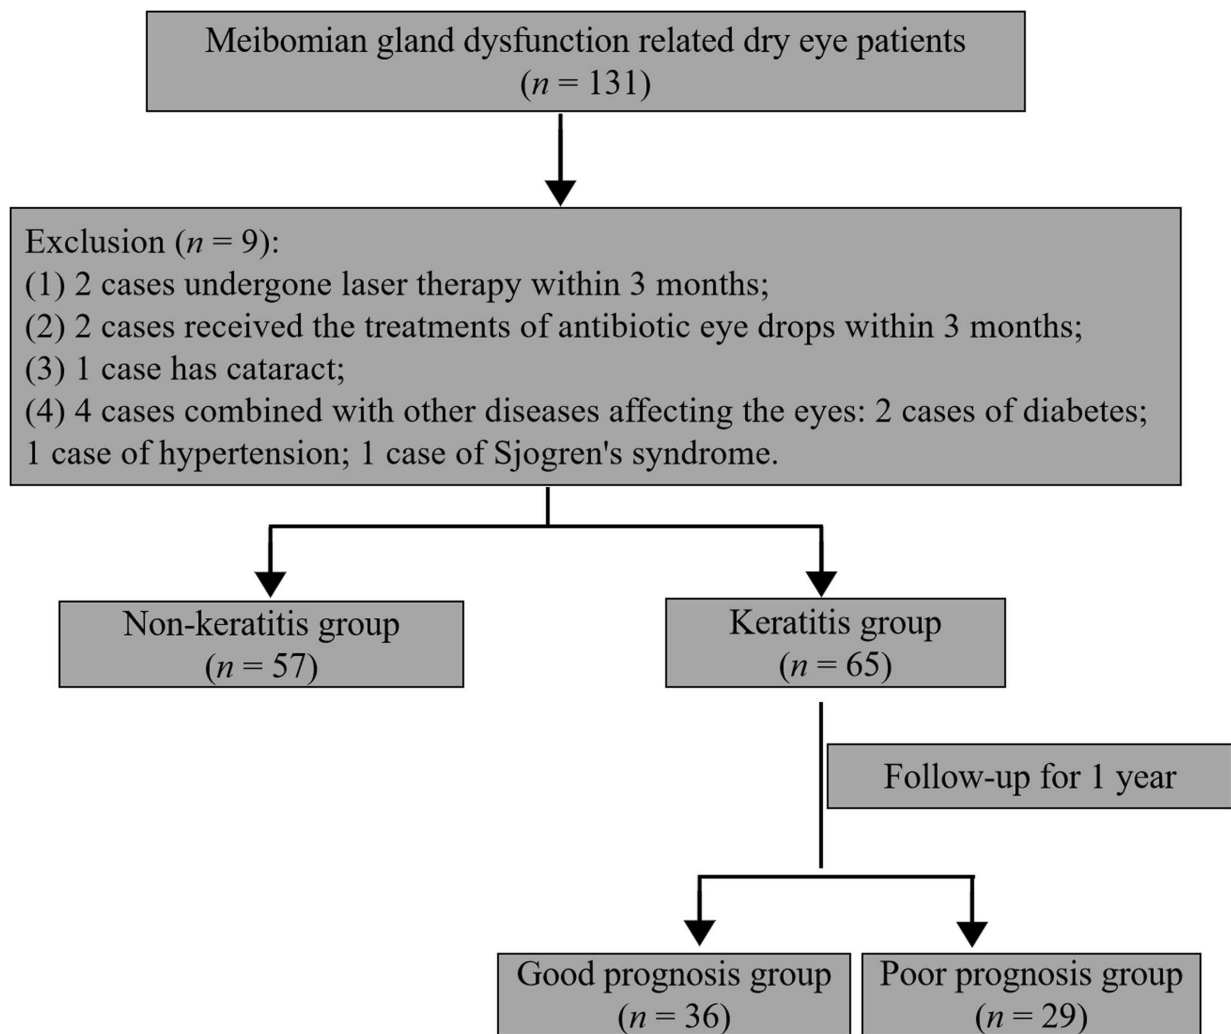 Meibomian gland dysfunction related dry eye patients
(n = 131)
Exclusion (n = 9):
(1) 2 cases undergone laser therapy within 3 months;
(2) 2 cases received the treatments of antibiotic eye drops within 3 months;
(3) 1 case has cataract;
(4) 4 cases combined with other diseases affecting the eyes: 2 cases of diabetes;
1 case of hypertension; 1 case of Sjogren's syndrome.
Non-keratitis group
(n = 57)
Keratitis group
(n = 65)
Follow-up for 1 year
Good prognosis group
(n = 36)
Poor prognosis group
(n = 29)